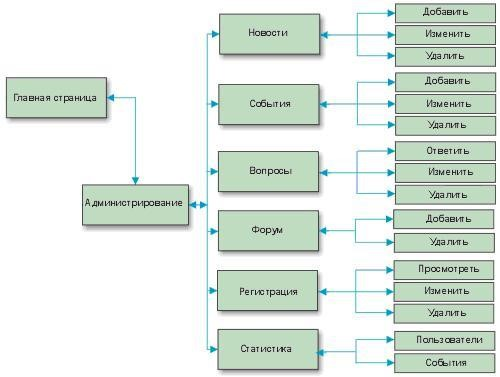 Главная страница
Администрирование
Новости
Добавить
Изменить
Удалить
События
Добавить
Изменить
Удалить
Вопросы
Ответить
Изменить
Удалить
Форум
Добавить
Удалить
Регистрация
Просмотреть
Изменить
Удалить
Статистика
Пользователи
События